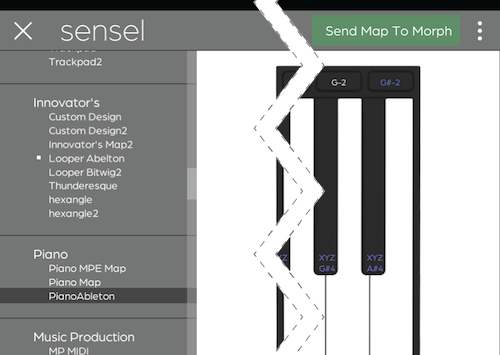 sensel
Send Map To Morph
Trackpad2
Innovator's
Custom Design
Custom Design2
Innovator's Map2
Looper Abelton
Looper Bitwig2
Thunderesque
hexangle
hexangle2
Piano
Piano MPE Map
Piano Map
PianoAbleton
Music Production
MP MIDI
G-2
G#-2
YZ
XYZ
G#4
XYZ
A#4